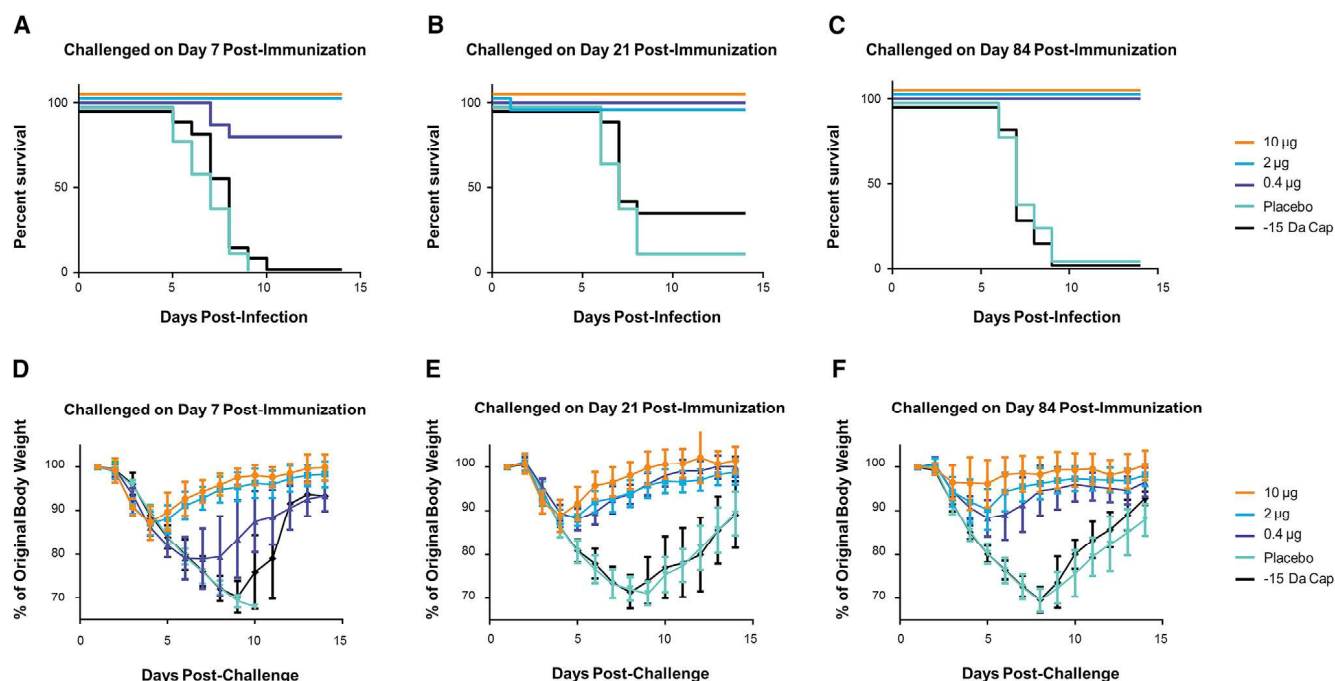 A
Challenged on Day 7 Post-Immunization
Percent survival
100
50
0
0 5 10 15
Days Post-Infection
B
Challenged on Day 21 Post-Immunization
Percent survival
100
50
0
0 5 10 15
Days Post-Infection
C
Challenged on Day 84 Post-Immunization
Percent survival
100
50
0
0 5 10 15
Days Post-Infection
10 µg
2 µg
0.4 µg
Placebo
-15 Da Cap
D
Challenged on Day 7 Post-Immunization
% of Original Body Weight
100
90
80
70
0 5 10 15
Days Post-Challenge
E
Challenged on Day 21 Post-Immunization
% of Original Body Weight
100
90
80
70
0 5 10 15
Days Post-Challenge
F
Challenged on Day 84 Post-Immunization
% of Original Body Weight
100
90
80
70
0 5 10 15
Days Post-Challenge
10 µg
2 µg
0.4 µg
Placebo
-15 Da Cap